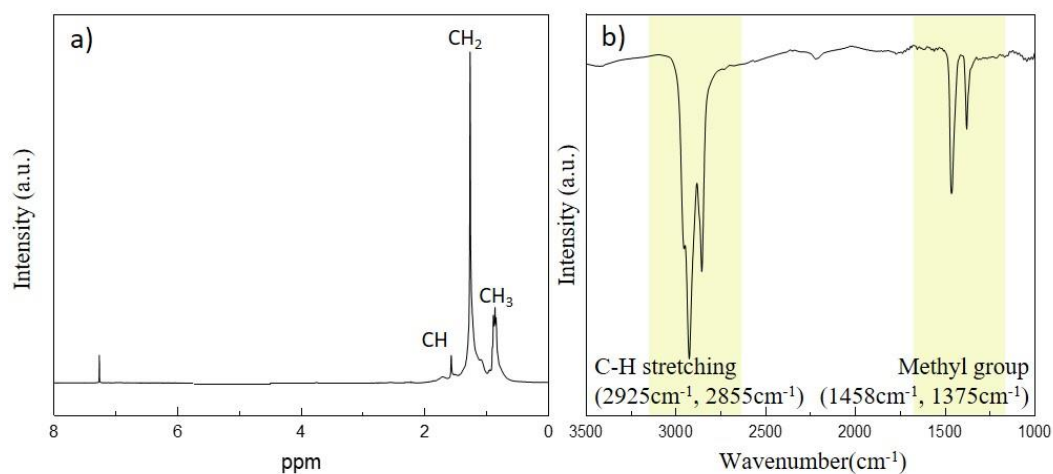 a)
CH₂
CH₃
CH
Intensity (a.u.)
8 6 4 2 0
ppm
b)
Intensity (a.u.)
C-H stretching
(2925cm⁻¹, 2855cm⁻¹)
Methyl group
(1458cm⁻¹, 1375cm⁻¹)
3500 3000 2500 2000 1500 1000
Wavenumber(cm⁻¹)